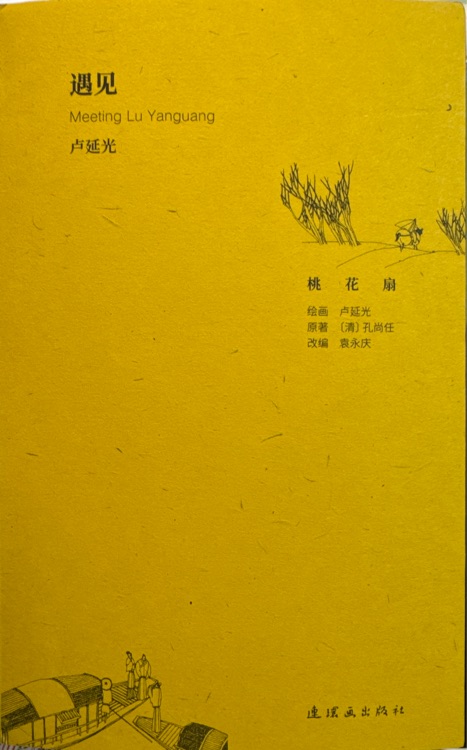 遇见
Meeting Lu Yanguang
卢延光
桃 花 扇
绘画 卢延光
原著 〔清〕孔尚任
改编 袁永庆
连环画出版社